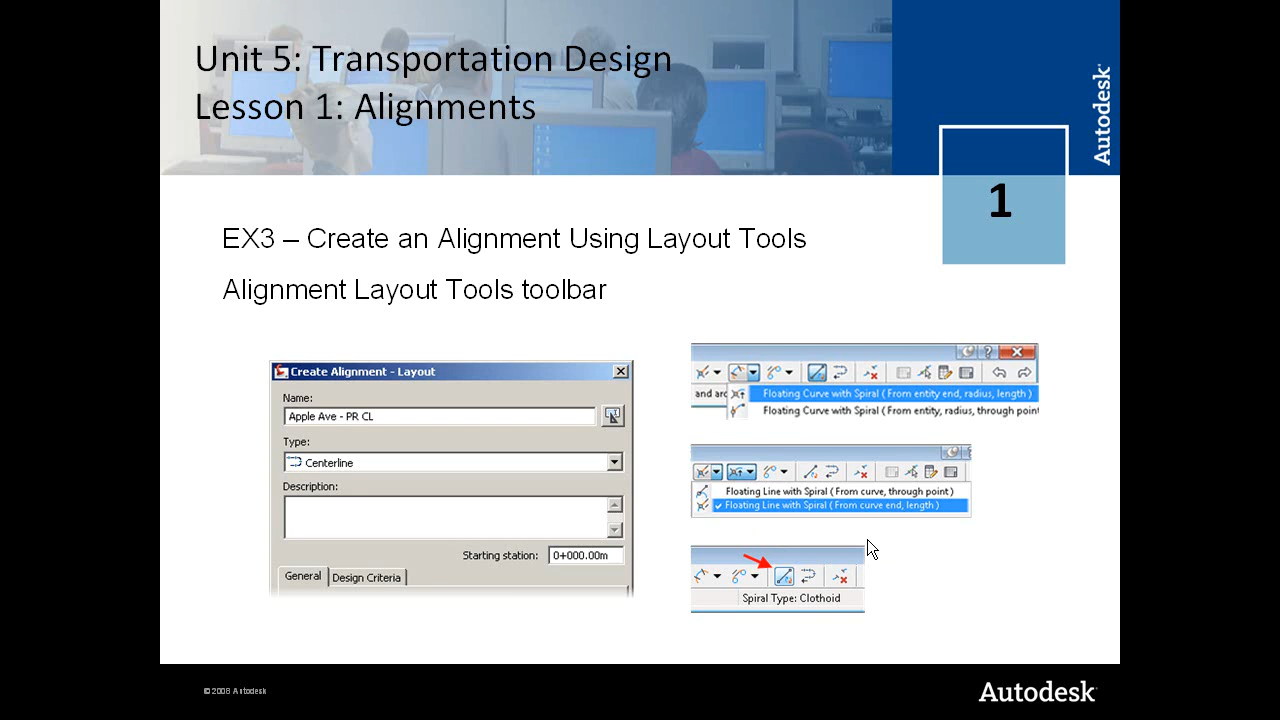 Unit 5: Transportation Design
Lesson 1: Alignments
Autodesk
1
EX3 – Create an Alignment Using Layout Tools
Alignment Layout Tools toolbar
Create Alignment - Layout
Name:
Apple Ave - PR CL
Type:
Centerline
Description:
Starting station: 0+000.00m
General Design Criteria
and arc
Floating Curve with Spiral ( From entity end, radius, length )
Floating Curve with Spiral ( From entity, radius, through point
Floating Line with Spiral ( From curve, through point )
Floating Line with Spiral ( From curve end, length )
Spiral Type: Clothoid
© 2008 Autodesk
Autodesk